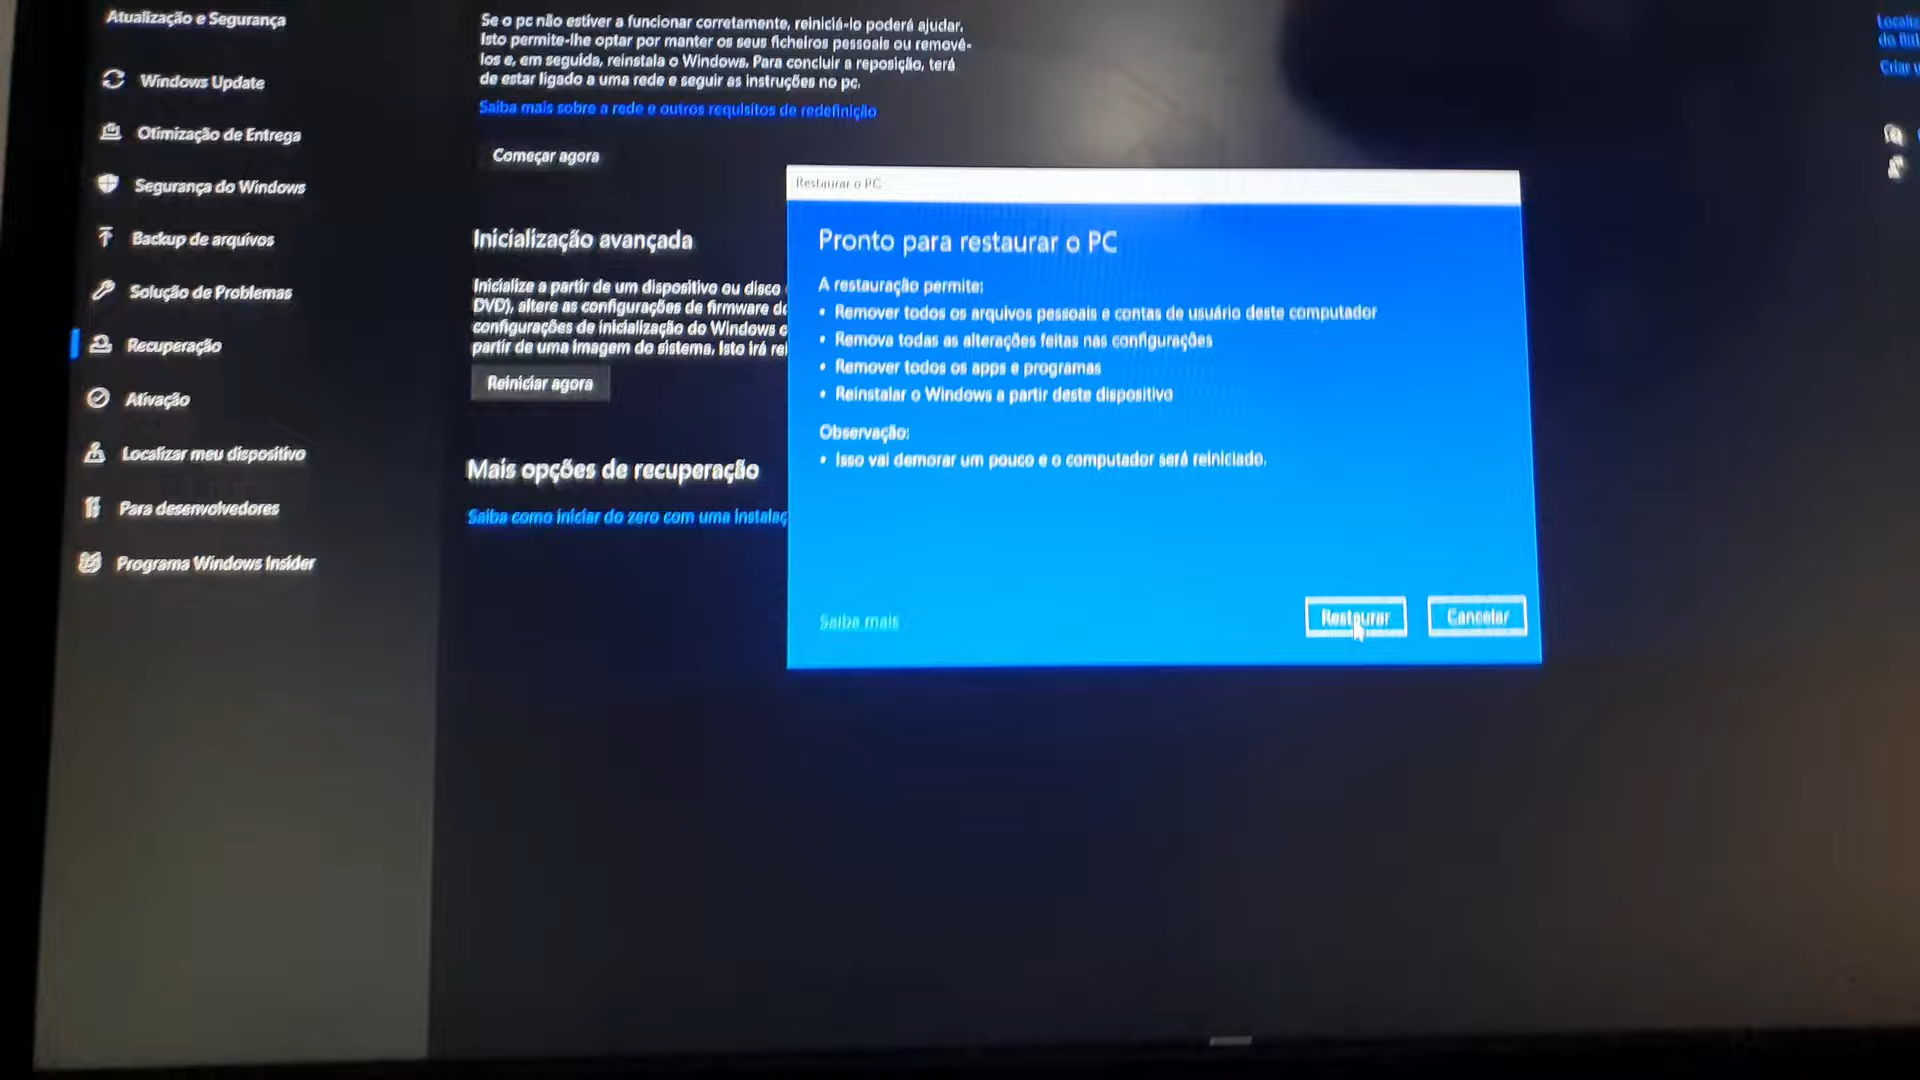 Atualização e Segurança
Windows Update
Otimização de Entrega
Segurança do Windows
Backup de arquivos
Solução de Problemas
Recuperação
Ativação
Localizar meu dispositivo
Para desenvolvedores
Programa Windows Insider
Se o pc não estiver a funcionar corretamente, reiniciá-lo poderá ajudar.
Isto permite-lhe optar por manter os seus ficheiros pessoais ou removê-
los e, em seguida, reinstala o Windows. Para concluir a reposição, terá
de estar ligado a uma rede e seguir as instruções no pc.
Saiba mais sobre a rede e outros requisitos de redefinição
Começar agora
Inicialização avançada
Inicialize a partir de um dispositivo ou disco
DVD), altere as configurações de firmware do
configurações de inicialização do Windows
partir de uma imagem do sistema. Isto irá
Reiniciar agora
Mais opções de recuperação
Saiba como iniciar do zero com uma
Restaurar o PC
Pronto para restaurar o PC
A restauração permite:
• Remover todos os arquivos pessoais e contas de usuário deste computador
• Remova todas as alterações feitas nas configurações
• Remover todos os apps e programas
• Reinstalar o Windows a partir deste dispositivo
Observação:
• Isso vai demorar um pouco e o computador será reiniciado.
Saiba mais
Restaurar
Cancelar
Criar